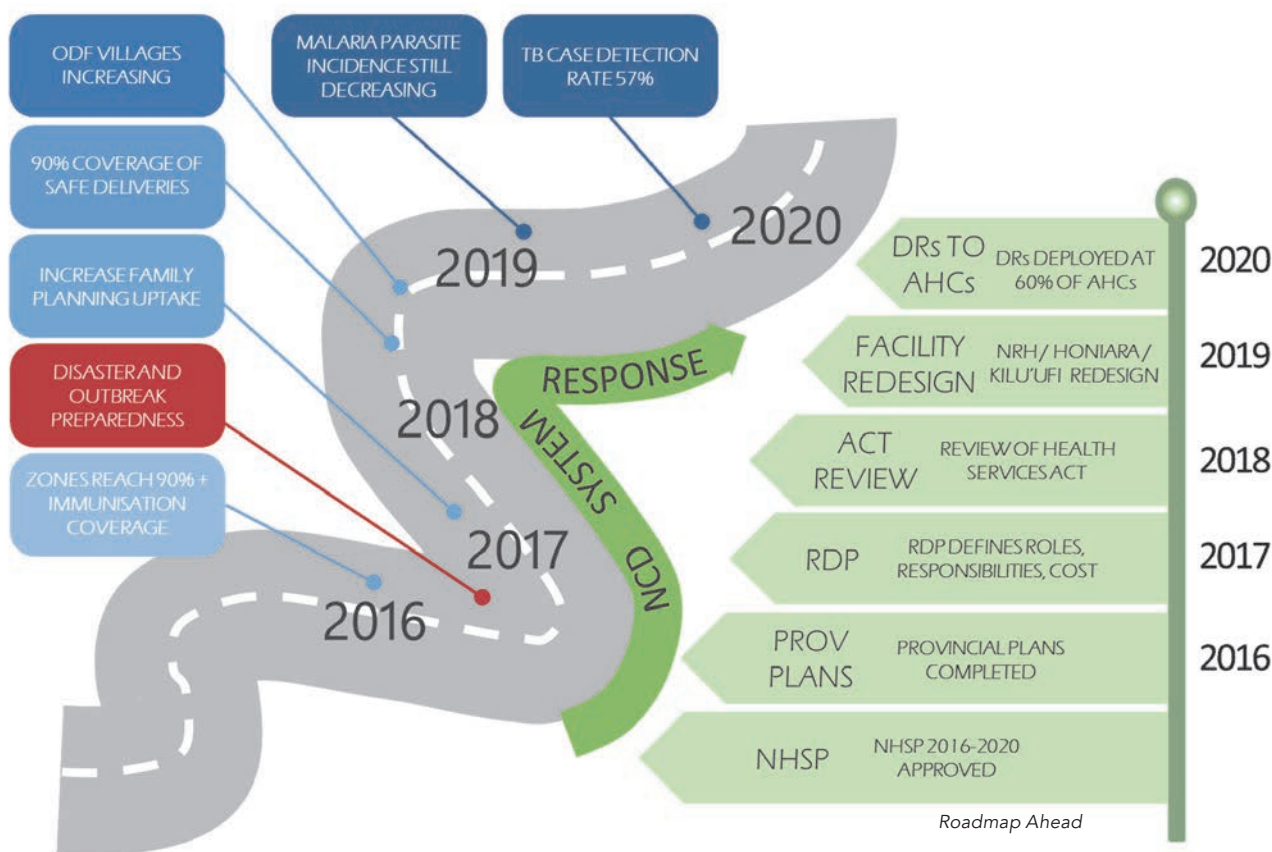 ODF VILLAGES
INCREASING
MALARIA PARASITE
INCIDENCE STILL
DECREASING
TB CASE DETECTION
RATE 57%
90% COVERAGE OF
SAFE DELIVERIES
INCREASE FAMILY
PLANNING UPTAKE
DISASTER AND
OUTBREAK
PREPAREDNESS
ZONES REACH 90% +
IMMUNISATION
COVERAGE
2020
2019
2018
2017
2016
NCD SYSTEM RESPONSE
DRs TO
AHCs
DRs DEPLOYED AT
60% OF AHCs
2020
FACILITY
REDESIGN
NRH / HONIARA /
KILU'UFI REDESIGN
2019
ACT
REVIEW
REVIEW OF HEALTH
SERVICES ACT
2018
RDP
RDP DEFINES ROLES,
RESPONSIBILITIES, COST
2017
PROV
PLANS
PROVINCIAL PLANS
COMPLETED
2016
NHSP
NHSP 2016-2020
APPROVED
Roadmap Ahead